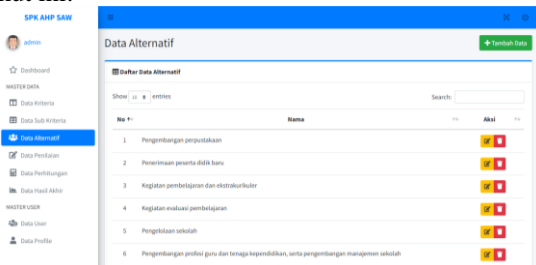 SPK AHP SAW
admin
Dashboard
MASTER DATA
Data Kriteria
Data Sub Kriteria
Data Alternatif
Data Penilaian
Data Perhitungan
Data Hasil Akhir
MASTER USER
Data User
Data Profile
Data Alternatif
Tambah Data
Daftar Data Alternatif
Show 10 entries
Search:
No Nama Aksi
1 Pengembangan perpustakaan
2 Penerimaan peserta didik baru
3 Kegiatan pembelajaran dan ekstrakurikuler
4 Kegiatan evaluasi pembelajaran
5 Pengelolaan sekolah
6 Pengembangan profesi guru dan tenaga kependidikan, serta pengembangan manajemen sekolah